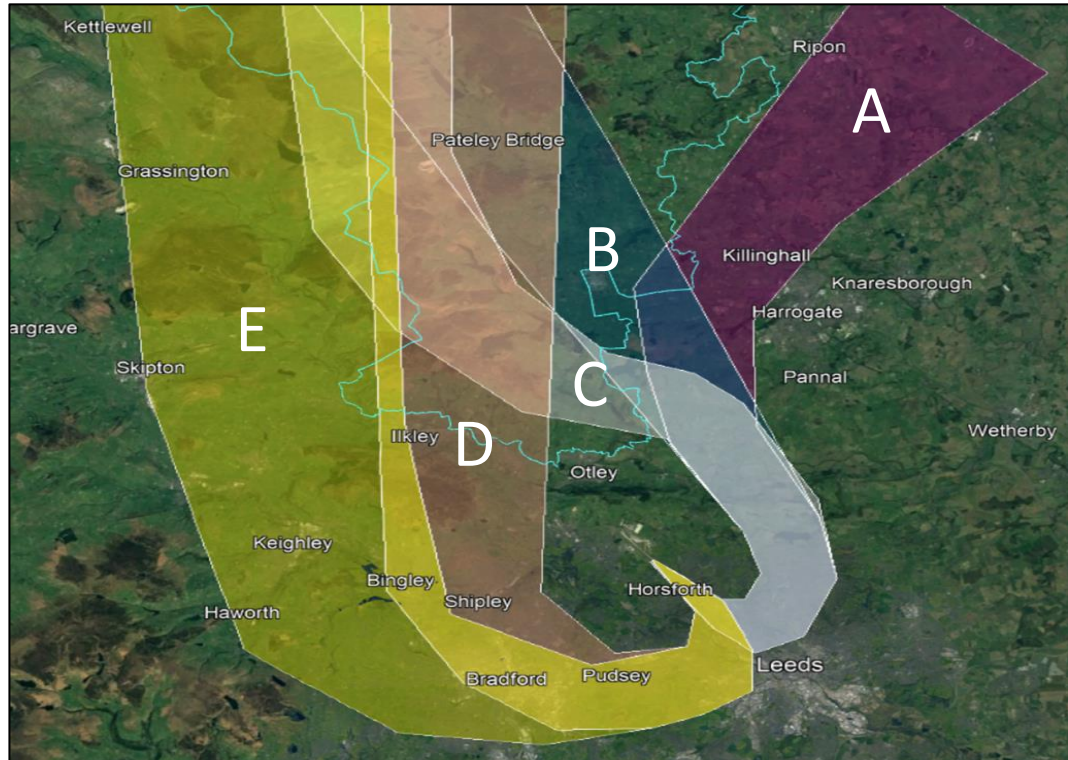 Kettlewell
Ripon
A
Pateley Bridge
Grassington
B
Killinghall
Knaresborough
Harrogate
E
argrave
Skipton
C
Pannal
Ilkley
D
Wetherby
Otley
Keighley
Bingley
Horsforth
Haworth
Shipley
Leeds
Bradford
Pudsey